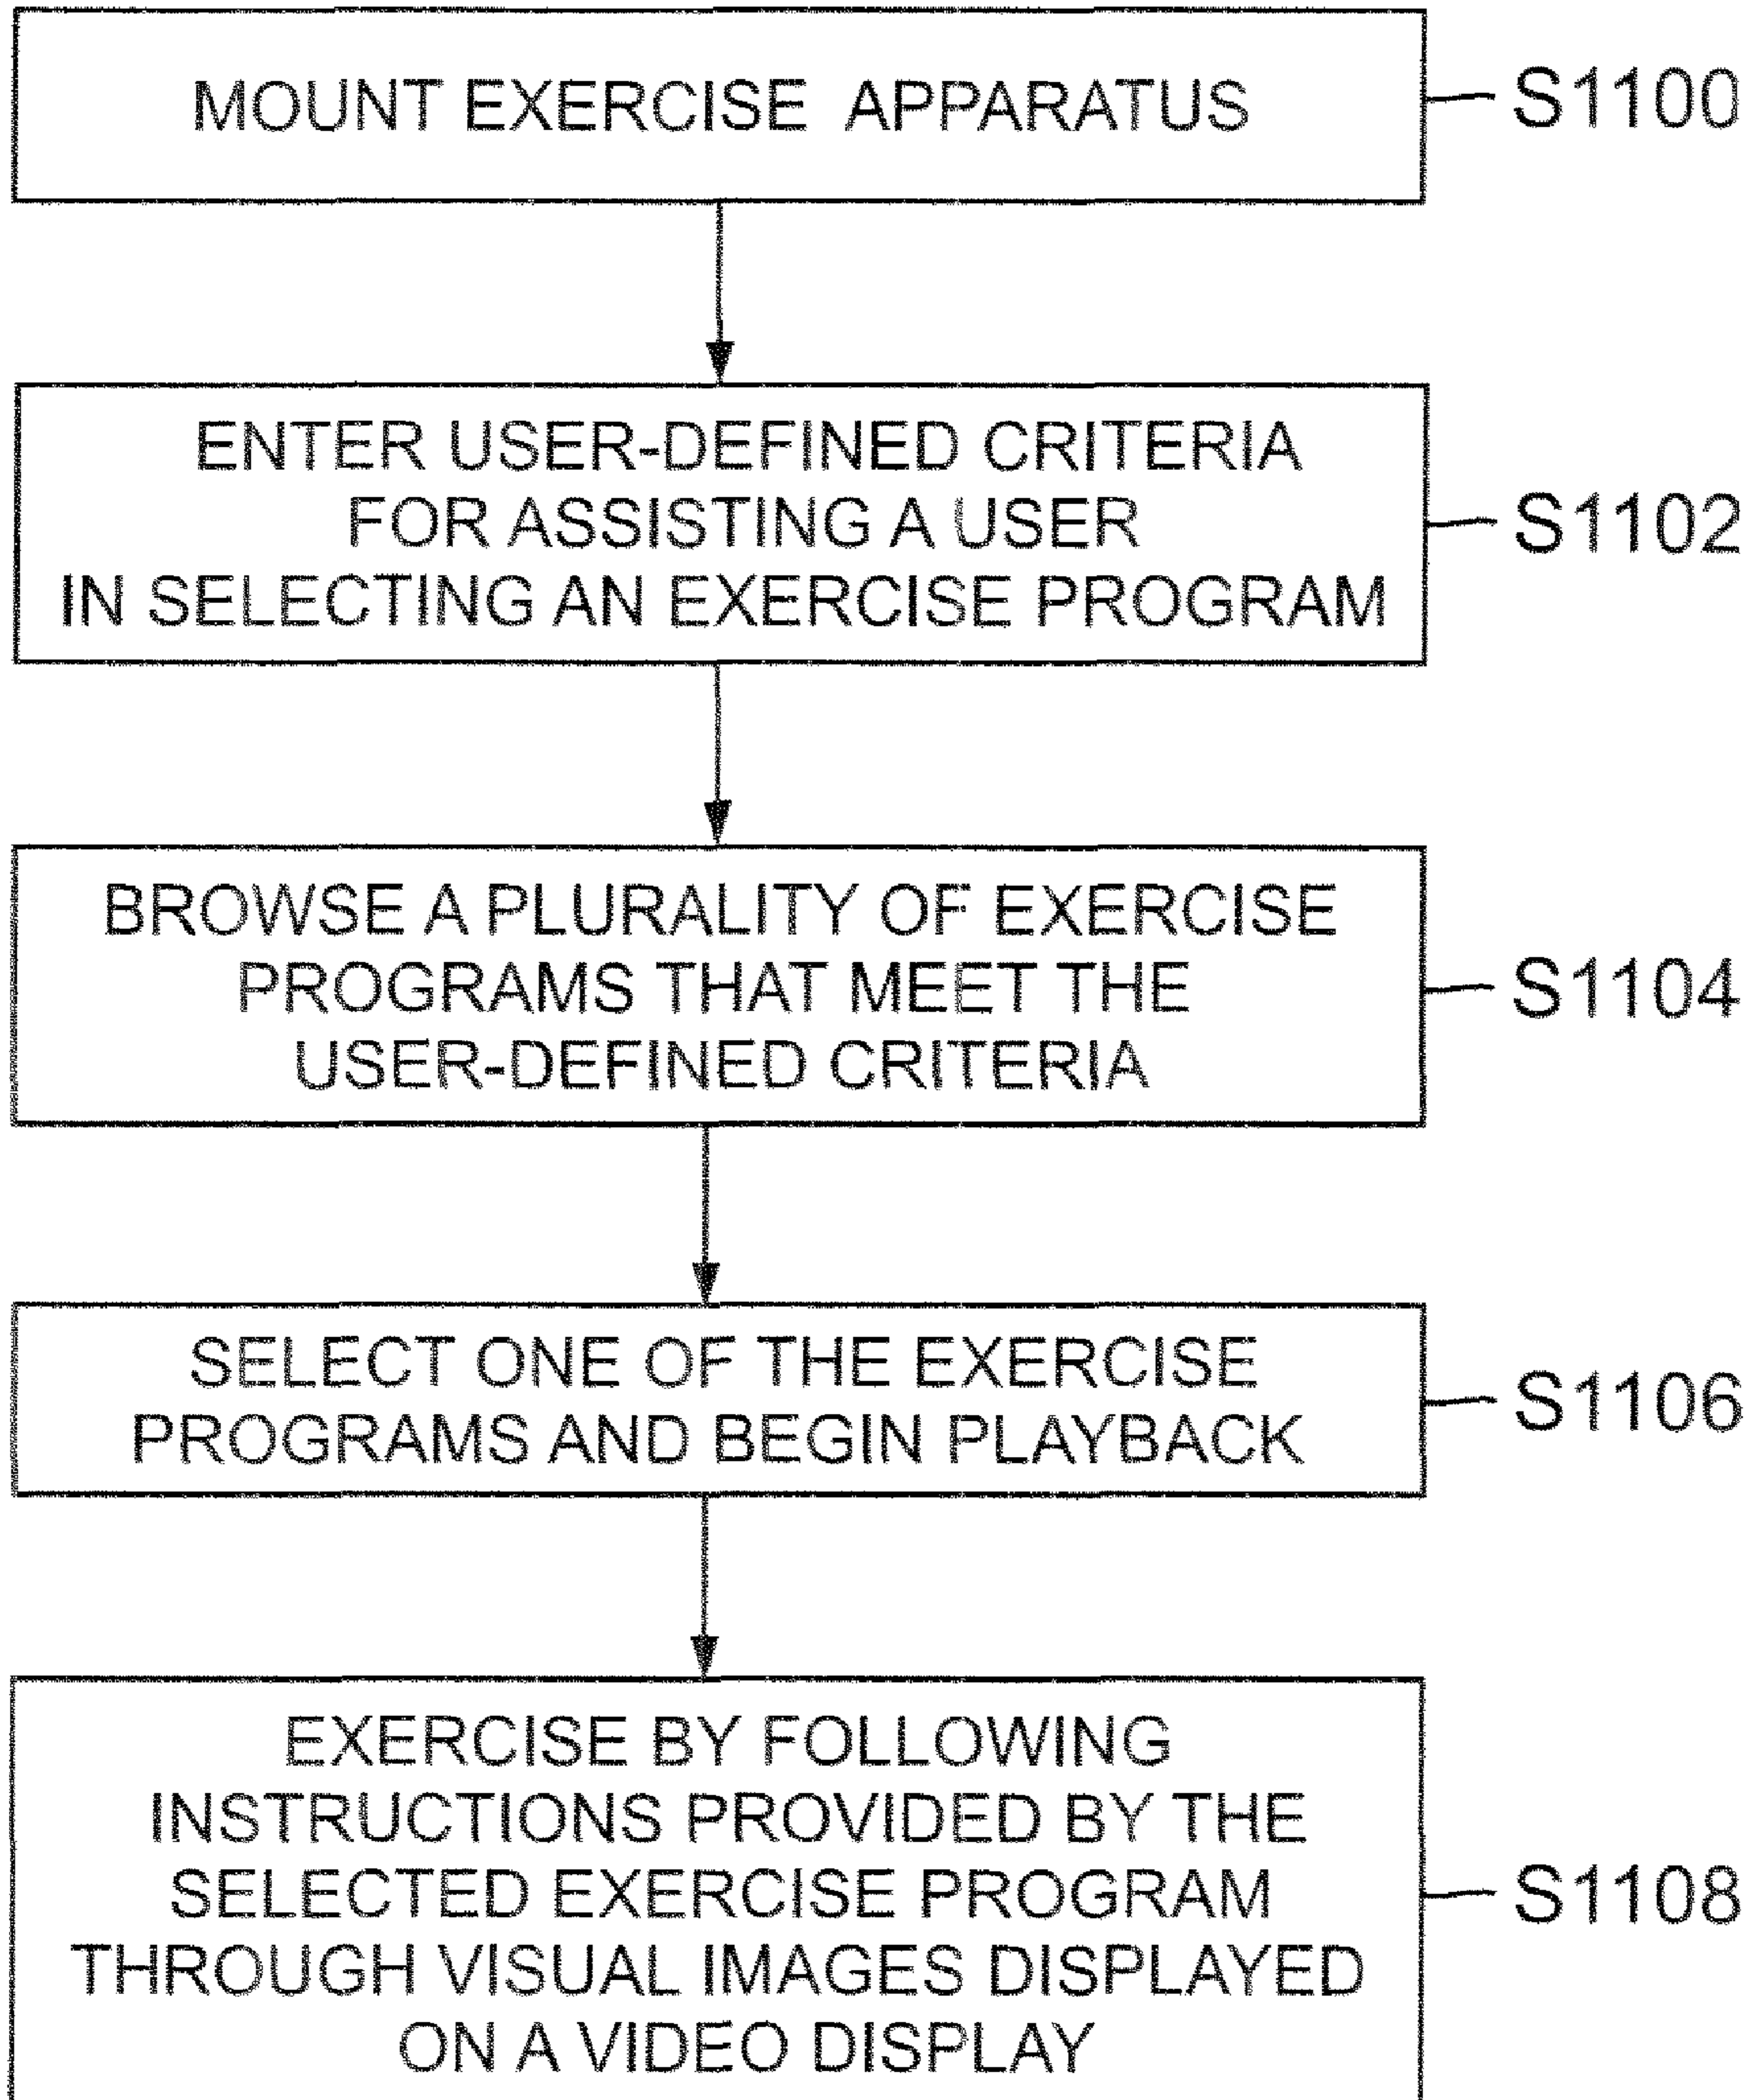 MOUNT EXERCISE APPARATUS
S1100
ENTER USER-DEFINED CRITERIA
FOR ASSISTING A USER
IN SELECTING AN EXERCISE PROGRAM
S1102
BROWSE A PLURALITY OF EXERCISE
PROGRAMS THAT MEET THE
USER-DEFINED CRITERIA
S1104
SELECT ONE OF THE EXERCISE
PROGRAMS AND BEGIN PLAYBACK
S1106
EXERCISE BY FOLLOWING
INSTRUCTIONS PROVIDED BY THE
SELECTED EXERCISE PROGRAM
THROUGH VISUAL IMAGES DISPLAYED
ON A VIDEO DISPLAY
S1108